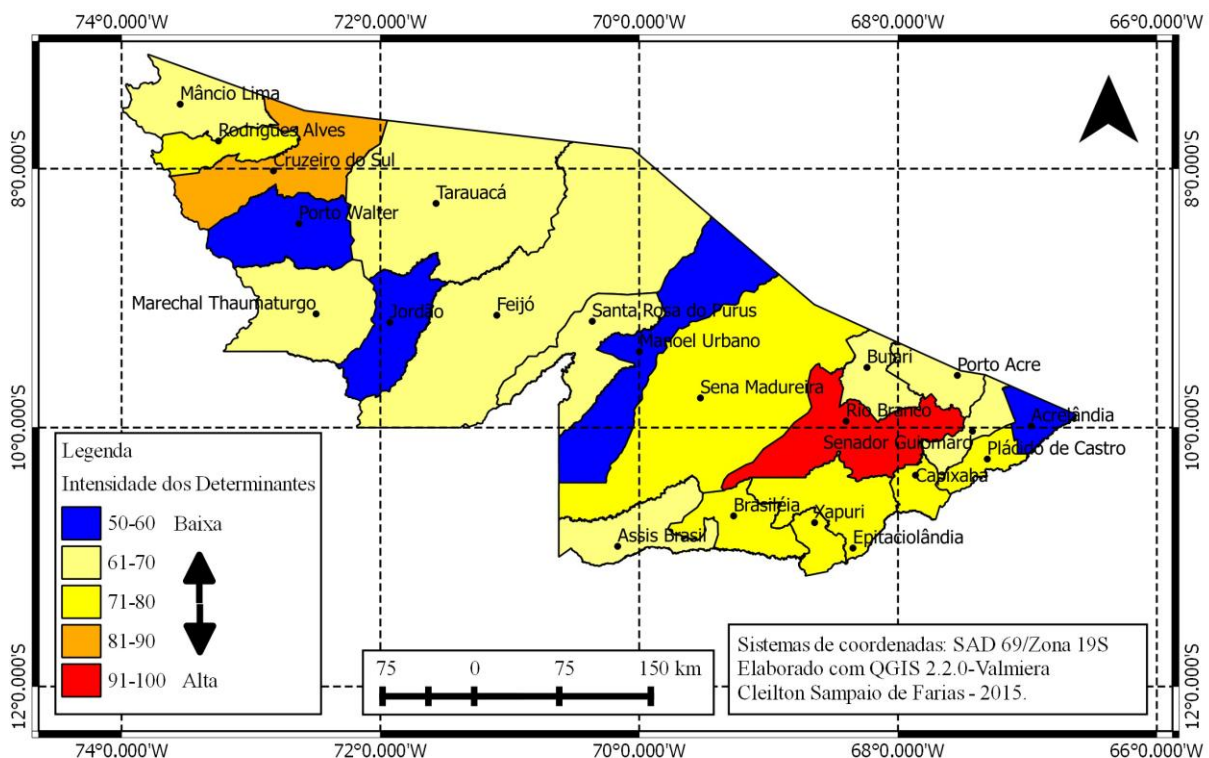 74°0.000'W 72°0.000'W 70°0.000'W 68°0.000'W 66°0.000'W
8°0.000'S
10°0.000'S
12°0.000'S
8°0.000'S
10°0.000'S
12°0.000'S
Mâncio Lima
Rodrigues Alves
Cruzeiro do Sul
Tarauacá
Porto Walter
Marechal Thaumaturgo
Jordão
Feijó
Santa Rosa do Purus
Manoel Urbano
Sena Madureira
Bujari
Porto Acre
Rio Branco
Acrelândia
Senador Guiomard
Plácido de Castro
Capixaba
Brasiléia
Xapuri
Assis Brasil
Epitaciolândia
Legenda
Intensidade dos Determinantes
50-60 Baixa
61-70
71-80
81-90
91-100 Alta
75 0 75 150 km
Sistemas de coordenadas: SAD 69/Zona 19S
Elaborado com QGIS 2.2.0-Valmiera
Cleilton Sampaio de Farias - 2015.
74°0.000'W 72°0.000'W 70°0.000'W 68°0.000'W 66°0.000'W